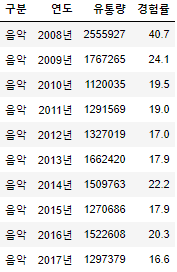 구분 연도 유통량 경험률
음악 2008년 2555927 40.7
음악 2009년 1767265 24.1
음악 2010년 1120035 19.5
음악 2011년 1291569 19.0
음악 2012년 1327019 17.0
음악 2013년 1662420 17.9
음악 2014년 1509763 22.2
음악 2015년 1270686 17.9
음악 2016년 1522608 20.3
음악 2017년 1297379 16.6